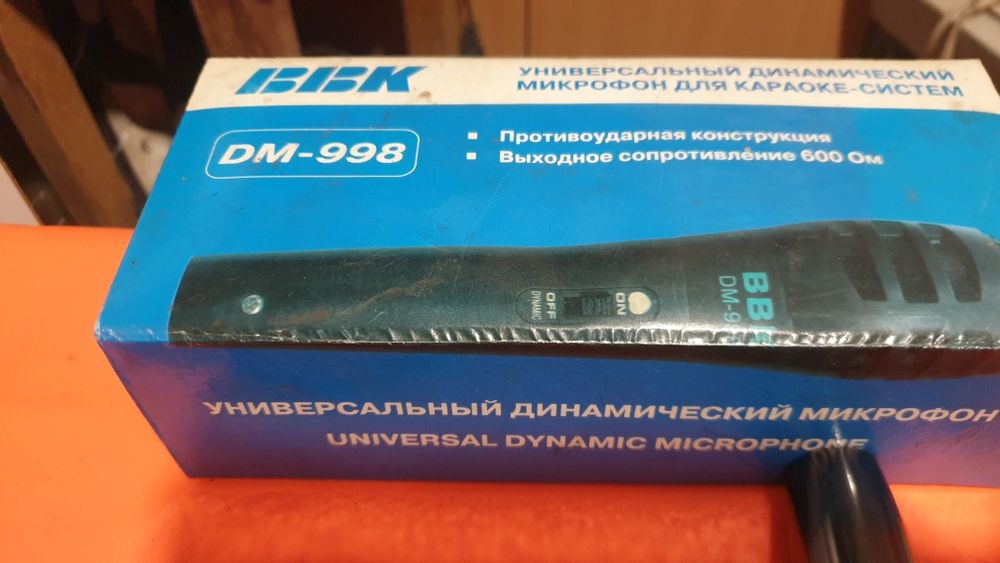 BBK
УНИВЕРСАЛЬНЫЙ ДИНАМИЧЕСКИЙ
МИКРОФОН ДЛЯ КАРАОКЕ-СИСТЕМ
DM-998
Противоударная конструкция
Выходное сопротивление 600 Ом
DYNAMIC
OFF
ON
BBK
DM-9
УНИВЕРСАЛЬНЫЙ ДИНАМИЧЕСКИЙ МИКРОФОН
UNIVERSAL DYNAMIC MICROPHONE